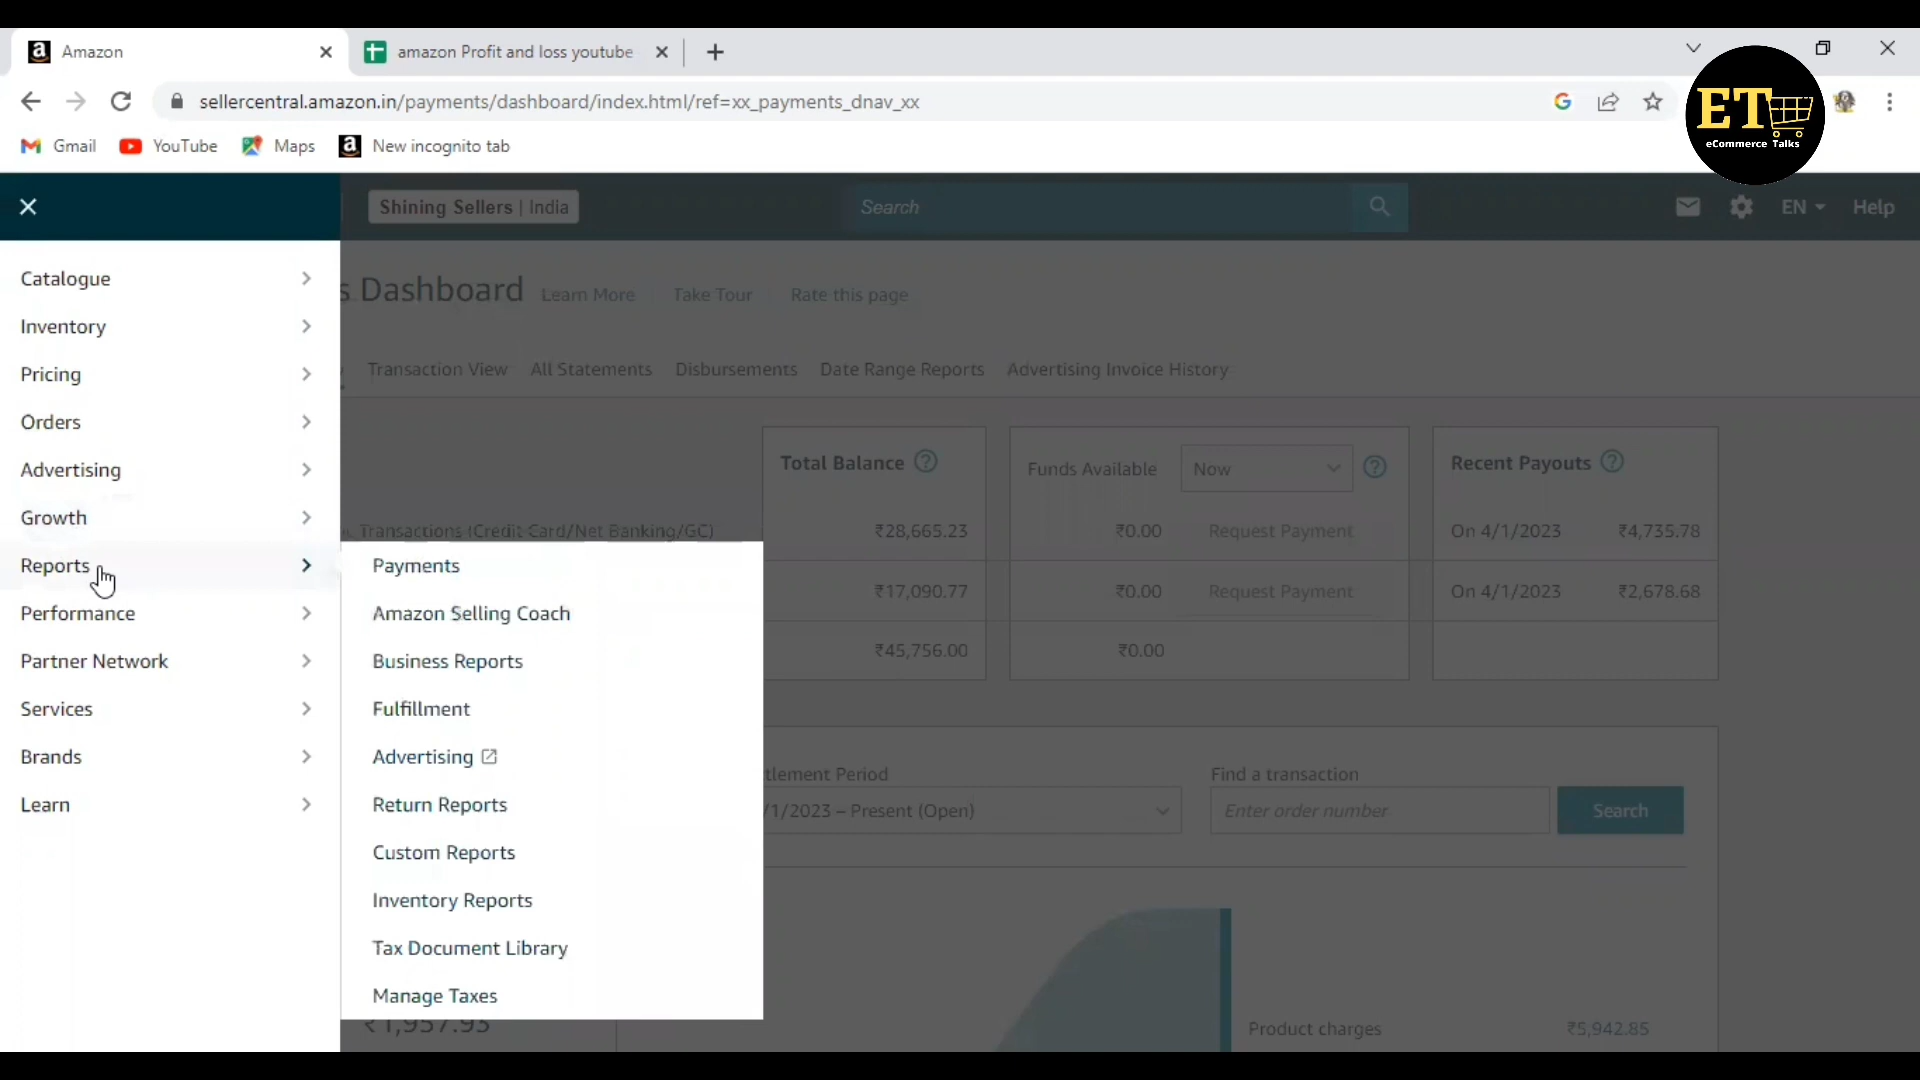 Amazon
amazon Profit and loss youtube
sellercentral.amazon.in/payments/dashboard/index.html/ref=xx_payments_dnav_xx
ET
eCommerce Talks
Gmail
YouTube
Maps
New incognito tab
Shining Sellers | India
Search
EN
Help
s Dashboard
Learn More
Take Tour
Rate this page
Transaction View
All Statements
Disbursements
Date Range Reports
Advertising Invoice History
Catalogue
Inventory
Pricing
Orders
Advertising
Growth
Reports
Performance
Partner Network
Services
Brands
Learn
Payments
Amazon Selling Coach
Business Reports
Fulfillment
Advertising
Return Reports
Custom Reports
Inventory Reports
Tax Document Library
Manage Taxes
Total Balance
Funds Available
Now
Recent Payouts
Transactions (Credit Card/Net Banking/GC)
₹28,665.23
₹0.00
Request Payment
On 4/1/2023
₹4,735.78
₹17,090.77
₹0.00
Request Payment
On 4/1/2023
₹2,678.68
₹45,756.00
₹0.00
tlement Period
/1/2023 – Present (Open)
Find a transaction
Enter order number
Search
₹1,957.93
Product charges
₹5,942.85